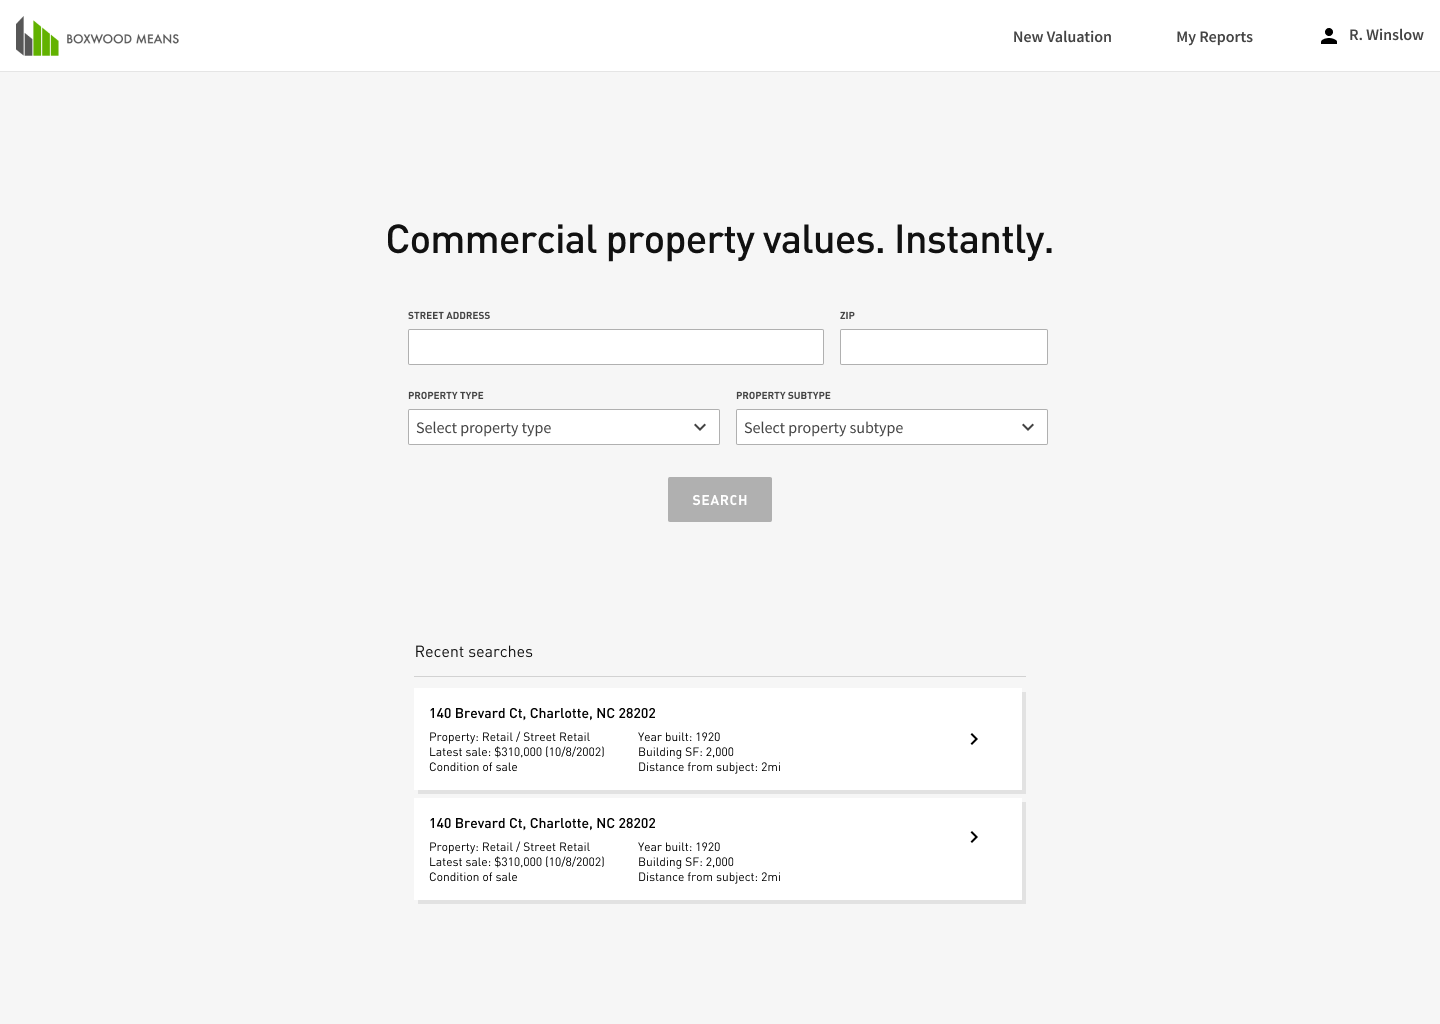 BOXWOOD MEANS
New Valuation
My Reports
R. Winslow
Commercial property values. Instantly.
STREET ADDRESS
ZIP
PROPERTY TYPE
PROPERTY SUBTYPE
Select property type
Select property subtype
SEARCH
Recent searches
140 Brevard Ct, Charlotte, NC 28202
Property: Retail / Street Retail
Year built: 1920
Latest sale: $310,000 (10/8/2002)
Building SF: 2,000
Condition of sale
Distance from subject: 2mi
140 Brevard Ct, Charlotte, NC 28202
Property: Retail / Street Retail
Year built: 1920
Latest sale: $310,000 (10/8/2002)
Building SF: 2,000
Condition of sale
Distance from subject: 2mi